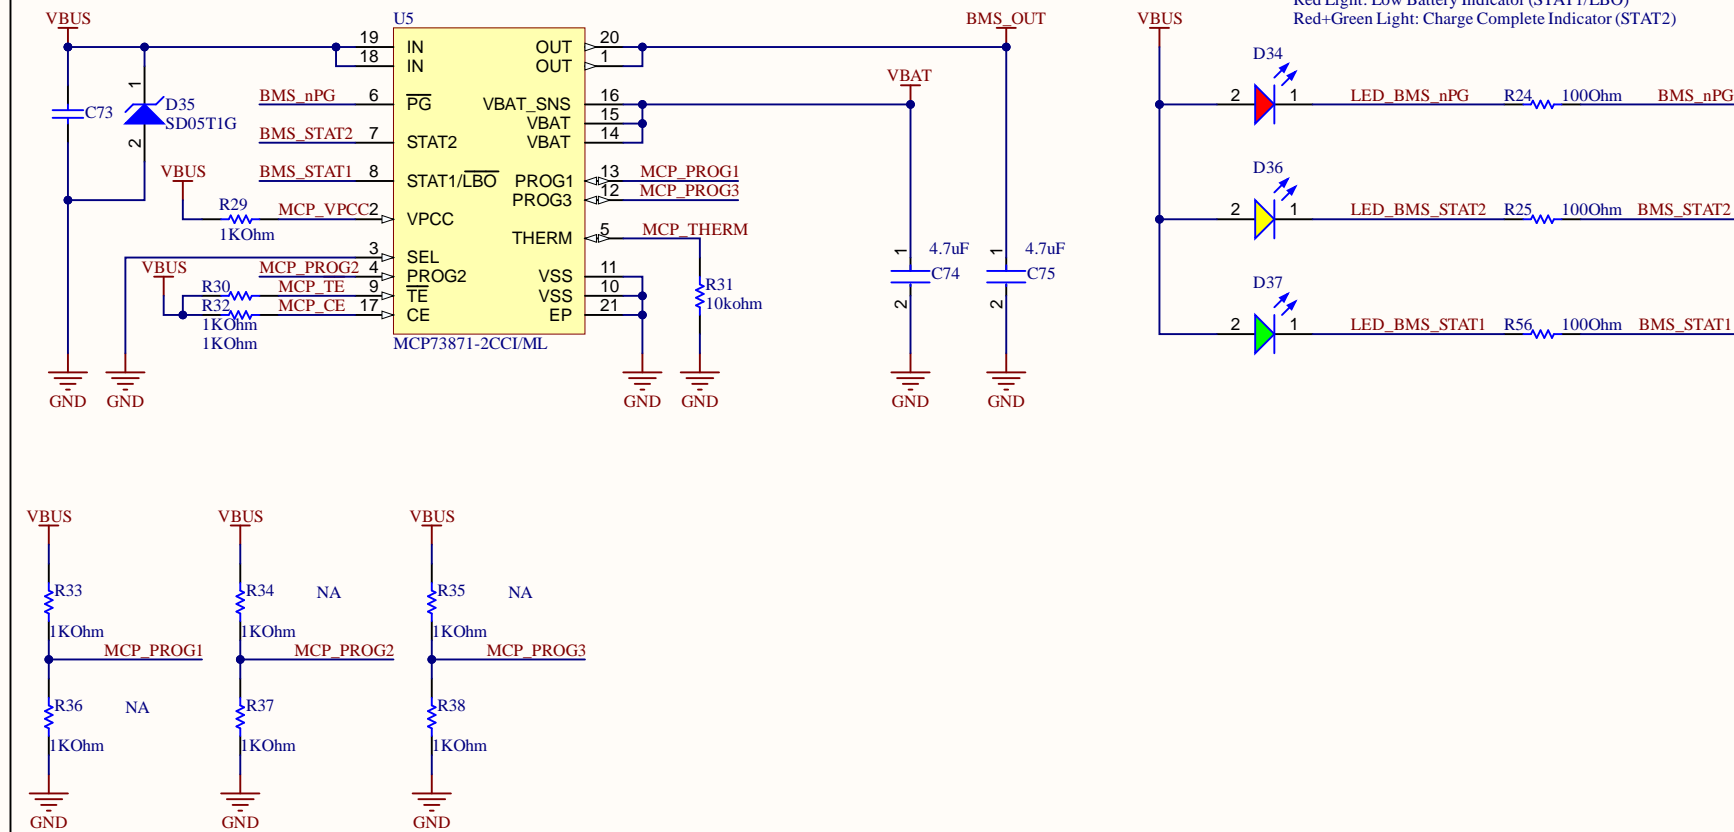 Red Light: Low Battery Indicator (STAT1/LBO)
Red+Green Light: Charge Complete Indicator (STAT2)
VBUS
U5
BMS_OUT
VBUS
19 IN OUT 20
18 IN OUT 1
VBAT
BMS_nPG 6 PG VBAT_SNS 16
VBAT 15
BMS_STAT2 7 STAT2 VBAT 14
BMS_STAT1 8 STAT1/LBO PROG1 13 MCP_PROG1
PROG3 12 MCP_PROG3
VBUS
R29 MCP_VPCC 2 VPCC
1KOhm
THERM 5 MCP_THERM
3 SEL
VBUS
MCP_PROG2 4 PROG2 VSS 11
R30 MCP_TE 9 TE VSS 10
R32 MCP_CE 17 CE EP 21
1KOhm
1KOhm
MCP73871-2CCI/ML
C73
1
D35
SD05T1G
2
R31
10kohm
1 4.7uF
C74
2
1 4.7uF
C75
2
GND
GND
GND
GND
GND
GND
D34
2 1 LED_BMS_nPG R24 100Ohm BMS_nPG
D36
2 1 LED_BMS_STAT2 R25 100Ohm BMS_STAT2
D37
2 1 LED_BMS_STAT1 R56 100Ohm BMS_STAT1
VBUS
R33
1KOhm
MCP_PROG1
R36 NA
1KOhm
GND
VBUS
R34 NA
1KOhm
MCP_PROG2
R37
1KOhm
GND
VBUS
R35 NA
1KOhm
MCP_PROG3
R38
1KOhm
GND